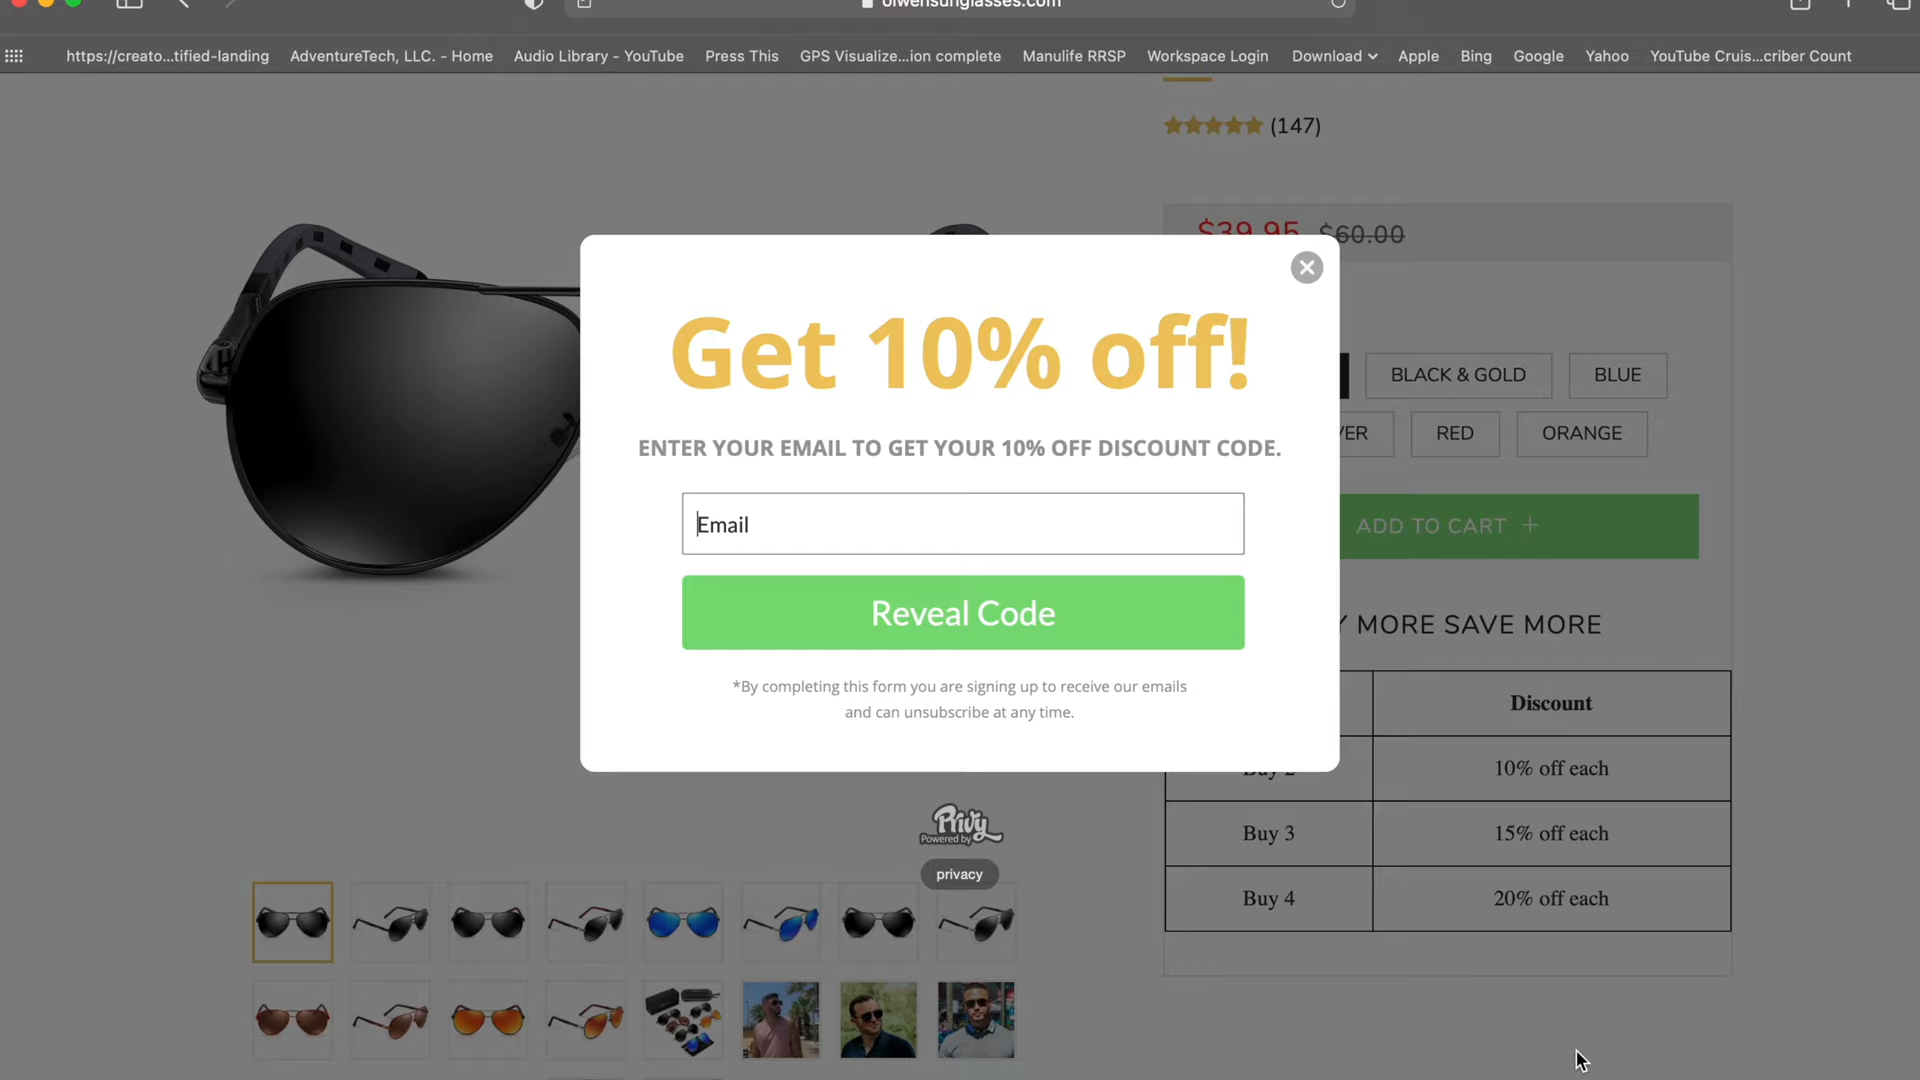 olwensunglasses.com
https://creato...tified-landing
AdventureTech, LLC. - Home
Audio Library - YouTube
Press This
GPS Visualize...ion complete
Manulife RRSP
Workspace Login
Download
Apple
Bing
Google
Yahoo
YouTube Cruis...criber Count
(147)
$39.95 $60.00
Get 10% off!
BLACK & GOLD
BLUE
VER
RED
ORANGE
ENTER YOUR EMAIL TO GET YOUR 10% OFF DISCOUNT CODE.
Email
ADD TO CART +
Reveal Code
Y MORE SAVE MORE
*By completing this form you are signing up to receive our emails
and can unsubscribe at any time.
Discount
Buy 2
10% off each
Buy 3
15% off each
Buy 4
20% off each
Privy
Powered by
privacy